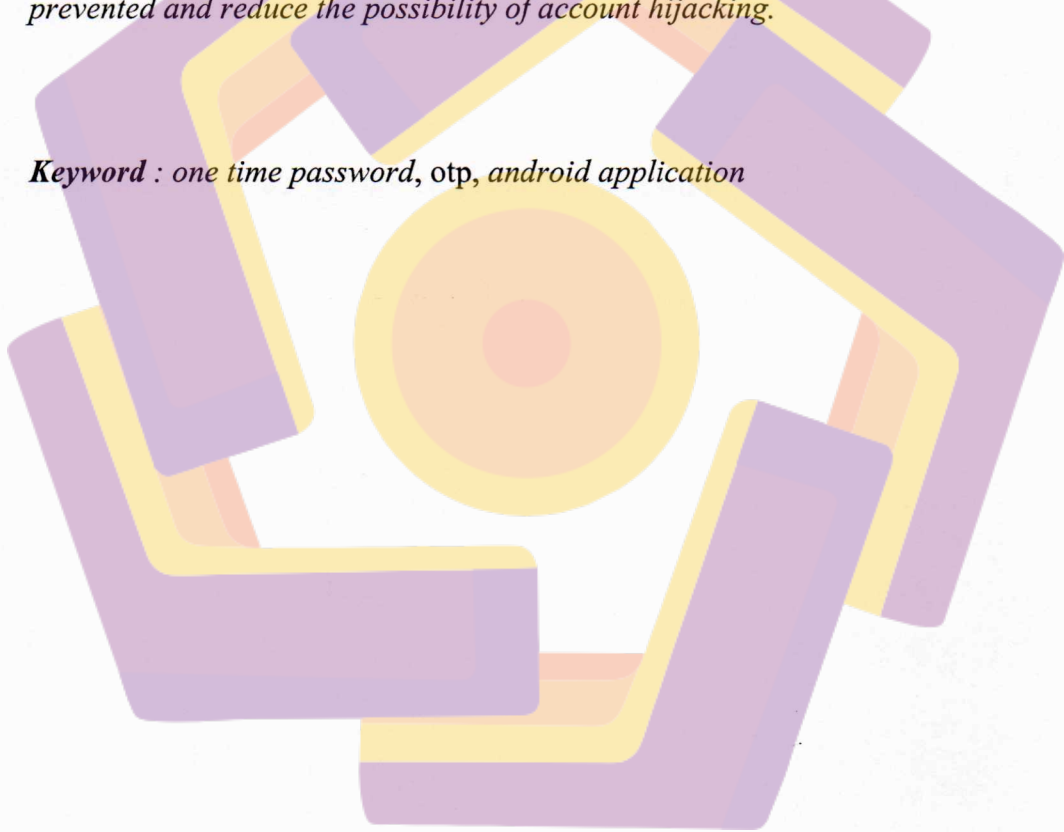 prevented and reduce the possibility of account hijacking.
Keyword : one time password, otp, android application